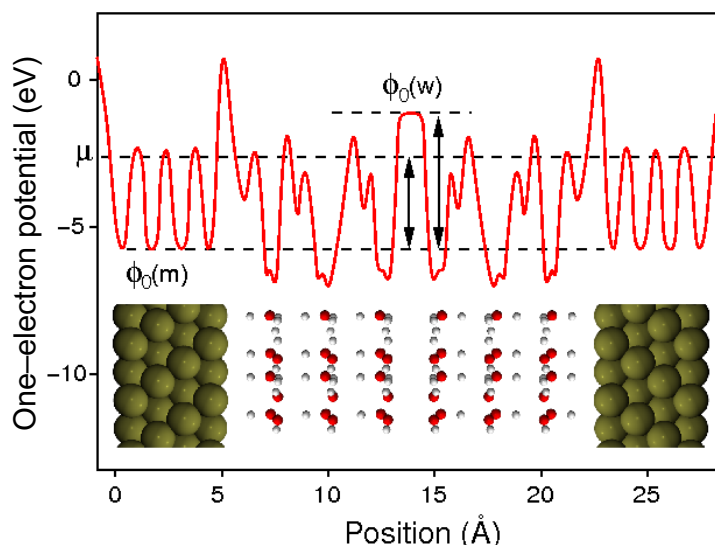 One–electron potential (eV)
0
ϕ0(w)
μ
−5
ϕ0(m)
−10
0 5 10 15 20 25
Position (Å)